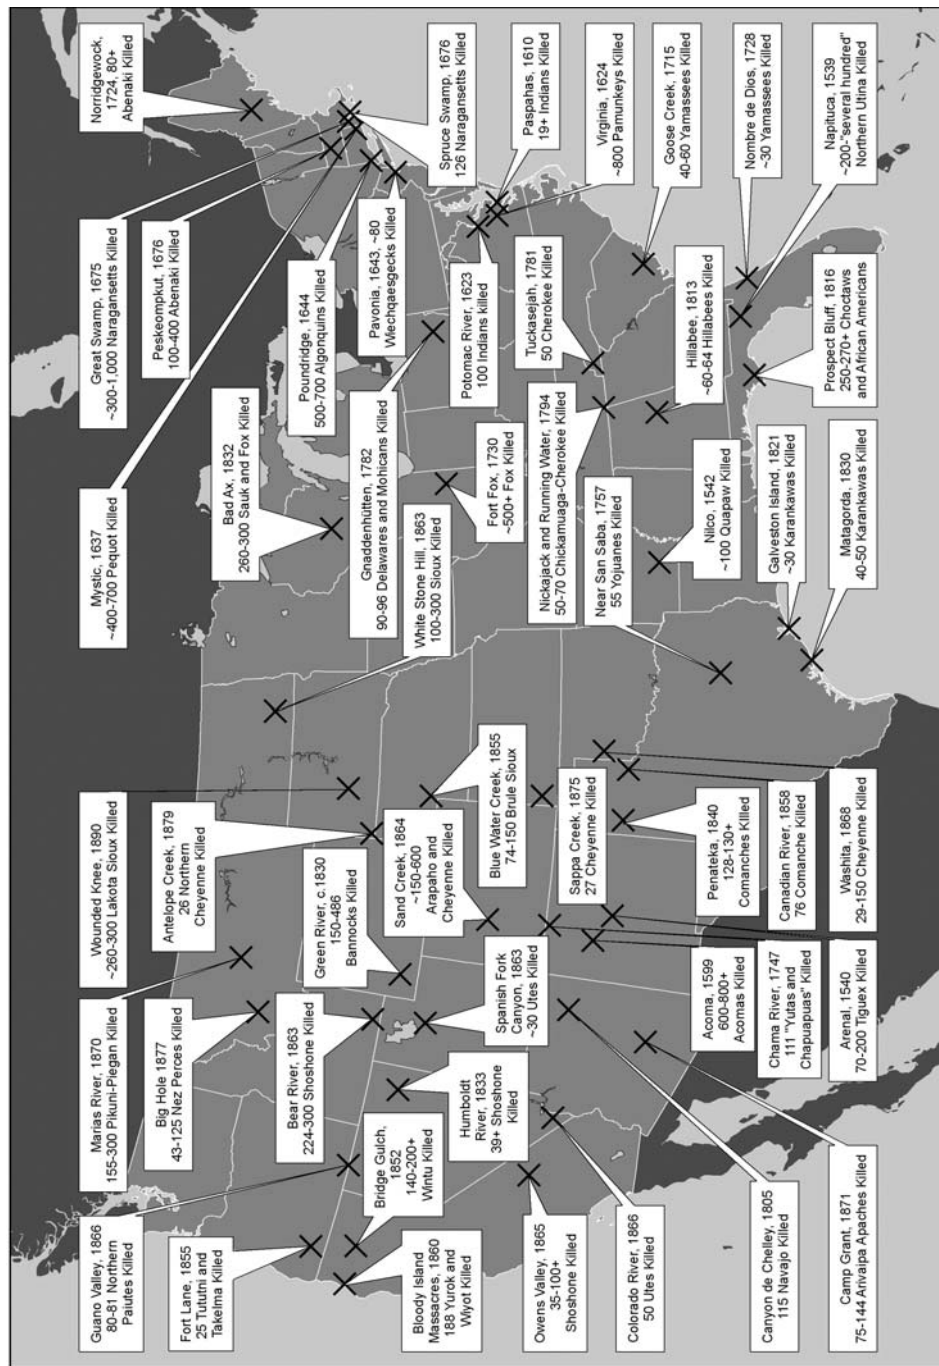 Guano Valley, 1866
80-81 Northern
Paiutes Killed
Marias River, 1870
155-300 Pikuni-Piegan Killed
Wounded Knee, 1890
~260-300 Lakota Sioux Killed
Mystic, 1637
~400-700 Pequot Killed
Great Swamp, 1675
~300-1,000 Naragansetts Killed
Norridgewock,
1724, 80+
Abenaki Killed
Fort Lane, 1855
25 Tututni and
Takelma Killed
Big Hole 1877
43-125 Nez Perces Killed
Antelope Creek, 1879
26 Northern
Cheyenne Killed
Bad Ax, 1832
260-300 Sauk and Fox Killed
Peskeompkut, 1676
100-400 Abenaki Killed
Bear River, 1863
224-300 Shoshone Killed
Green River, c.1830
150-486
Bannocks Killed
Poundridge, 1644
500-700 Algonquins Killed
Bridge Gulch,
1852
140-200+
Wintu Killed
Sand Creek, 1864
~150-600
Arapaho and
Cheyenne Killed
White Stone Hill, 1863
100-300 Sioux Killed
Gnaddenhütten, 1782
90-96 Delawares and Mohicans Killed
Pavonia, 1643, ~80
Wiechqaesgecks Killed
Bloody Island
Massacres, 1860
188 Yurok and
Wiyot Killed
Humboldt
River, 1833
39+ Shoshone
Killed
Spruce Swamp, 1676
126 Naragansetts Killed
Spanish Fork
Canyon, 1863
~30 Utes Killed
Blue Water Creek, 1855
74-150 Brule Sioux
Fort Fox, 1730
~500+ Fox Killed
Potomac River, 1623
100 Indians killed
Paspahas, 1610
19+ Indians Killed
Owens Valley, 1865
35-100+
Shoshone Killed
Sappa Creek, 1875
27 Cheyenne Killed
Nickajack and Running Water, 1794
50-70 Chickamuaga-Cherokee Killed
Tuckasejah, 1781
50 Cherokee Killed
Virginia, 1624
~800 Pamunkeys Killed
Near San Saba, 1757
55 Yojuanes Killed
Goose Creek, 1715
40-60 Yamassees Killed
Colorado River, 1866
50 Utes Killed
Acoma, 1599
600-800+
Acomas Killed
Penateka, 1840
128-130+
Comanches Killed
Nilco, 1542
~100 Quapaw Killed
Hillabee, 1813
~60-64 Hillabees Killed
Nombre de Dios, 1728
~30 Yamassees Killed
Canyon de Chelley, 1805
115 Navajo Killed
Chama River, 1747
111 "Yutas and
Chapuapuas" Killed
Canadian River, 1858
76 Comanche Killed
Galveston Island, 1821
~30 Karankawas Killed
Camp Grant, 1871
75-144 Arivaipa Apaches Killed
Arenal, 1540
70-200 Tiguex Killed
Washita, 1868
29-150 Cheyenne Killed
Matagorda, 1830
40-50 Karankawas Killed
Prospect Bluff, 1816
250-270+ Choctaws
and African Americans
Napituca, 1539
~200-"several hundred"
Northern Utina Killed